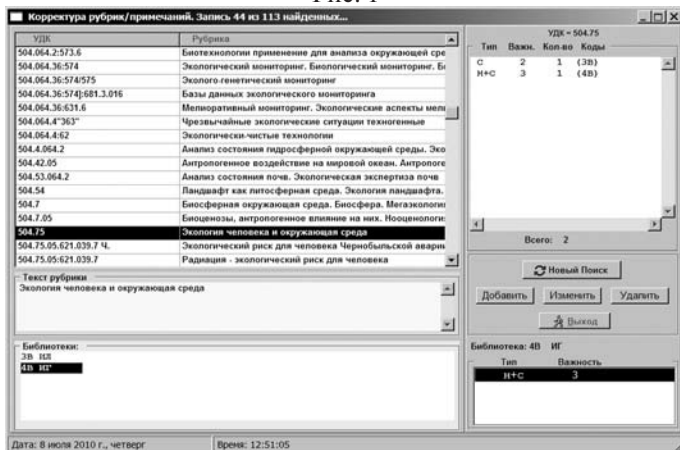 Корректура рубрик/примечаний. Запись 44 из 113 найденных...
УДК Рубрика
504.064.2:573.6 Биотехнологии применение для анализа окружающей сре
504.064.36:574 Экологический мониторинг. Биологический мониторинг. Б
504.064.36:574/575 Эколого-генетический мониторинг
504.064.36:574]:681.3.016 Базы данных экологического мониторинга
504.064.36:631.6 Мелиоративный мониторинг. Экологические аспекты мели
504.064.4"363" Чрезвычайные экологические ситуации техногенные
504.064.4:62 Экологически-чистые технологии
504.4.064.2 Анализ состояния гидросферной окружающей среды. Эко
504.42.05 Антропогенное воздействие на мировой океан. Антропоге
504.53.064.2 Анализ состояния почв. Экологическая экспертиза почв
504.54 Ландшафт как литосферная среда. Экология ландшафта.
504.7 Биосферная окружающая среда. Биосфера. Мегаэкологи
504.7.05 Биоценозы, антропогенное влияние на них. Нооценологи
504.75 Экология человека и окружающая среда
504.75.05.621.039.7 Ч. Экологический риск для человека Чернобыльской аварии
504.75.05:621.039.7 Радиация - экологический риск для человека
Текст рубрики
Экология человека и окружающая среда
Библиотеки:
3В ИЛ
4В ИГ
УДК = 504.75
Тип Важн. Кол-во Коды
С 2 1 (3В)
Н+С 3 1 (4В)
Всего: 2
Новый Поиск
Добавить Изменить Удалить
Выход
Библиотека: 4В ИГ
Тип Важность
Н+С 3
Дата: 8 июля 2010 г., четверг Время: 12:51:05